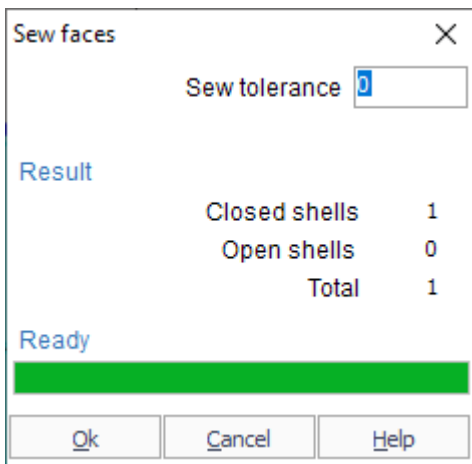 Sew faces
Sew tolerance 0
Result
Closed shells 1
Open shells 0
Total 1
Ready
Ok Cancel Help